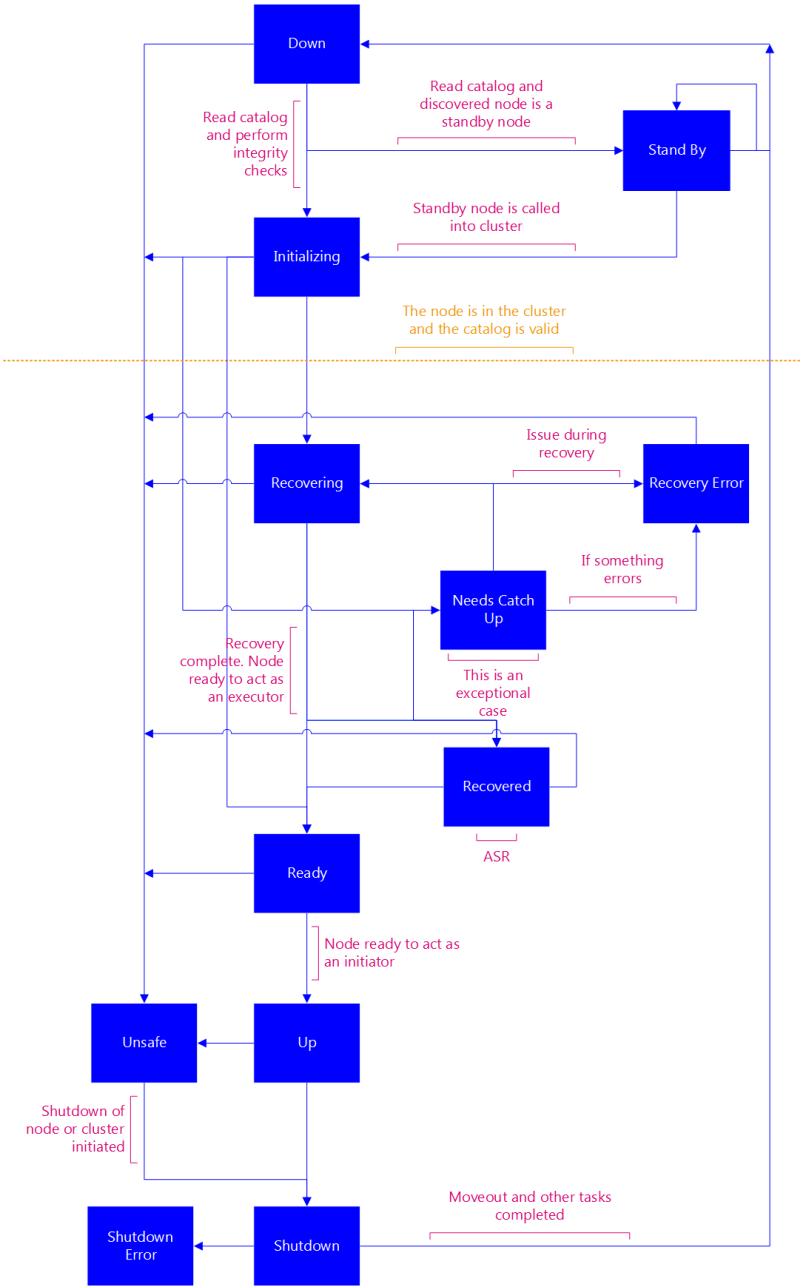 Down
Read catalog and
discovered node is a
standby node
Read catalog
and perform
integrity
checks
Stand By
Standby node is called
into cluster
Initializing
The node is in the cluster
and the catalog is valid
Issue during
recovery
Recovering
Recovery Error
If something
errors
Needs Catch
Up
Recovery
complete. Node
ready to act as
an executor
This is an
exceptional
case
Recovered
ASR
Ready
Node ready to act as
an initiator
Unsafe
Up
Shutdown of
node or cluster
initiated
Moveout and other tasks
completed
Shutdown
Error
Shutdown